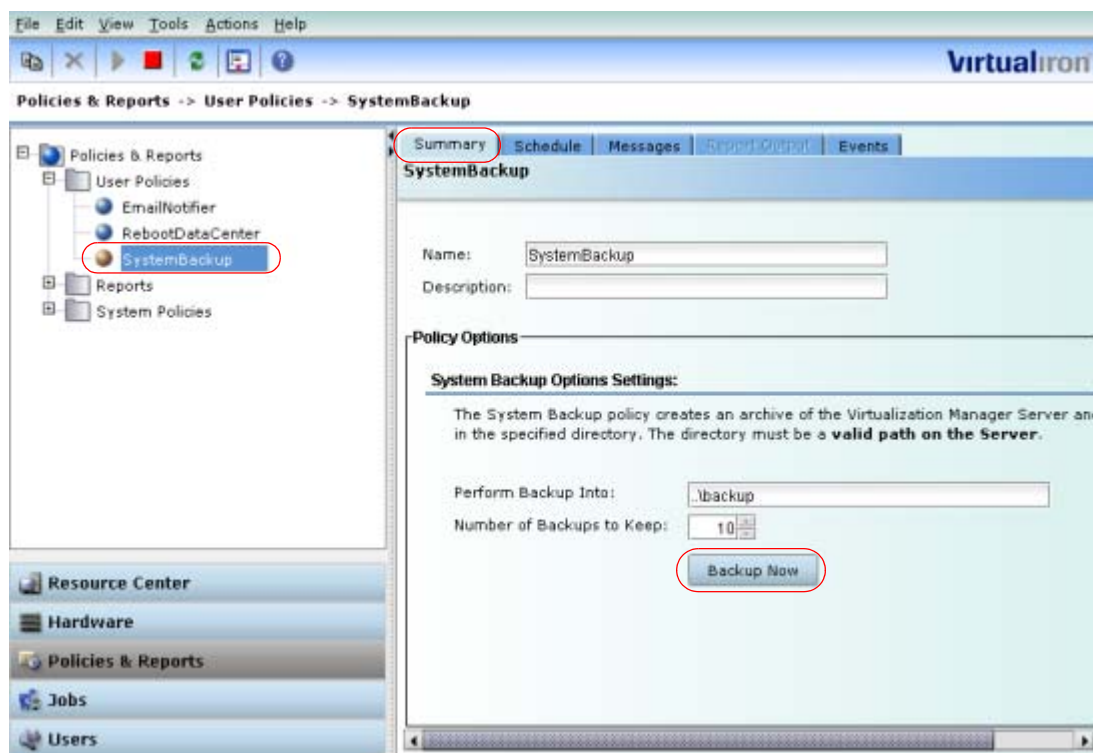 File Edit View Tools Actions Help
Virtualiron
Policies & Reports -> User Policies -> SystemBackup
Policies & Reports
User Policies
EmailNotifier
RebootDataCenter
SystemBackup
Reports
System Policies
Resource Center
Hardware
Policies & Reports
Jobs
Users
Summary Schedule Messages Report Output Events
SystemBackup
Name: SystemBackup
Description:
Policy Options
System Backup Options Settings:
The System Backup policy creates an archive of the Virtualization Manager Server and
in the specified directory. The directory must be a valid path on the Server.
Perform Backup Into: ..\backup
Number of Backups to Keep: 10
Backup Now